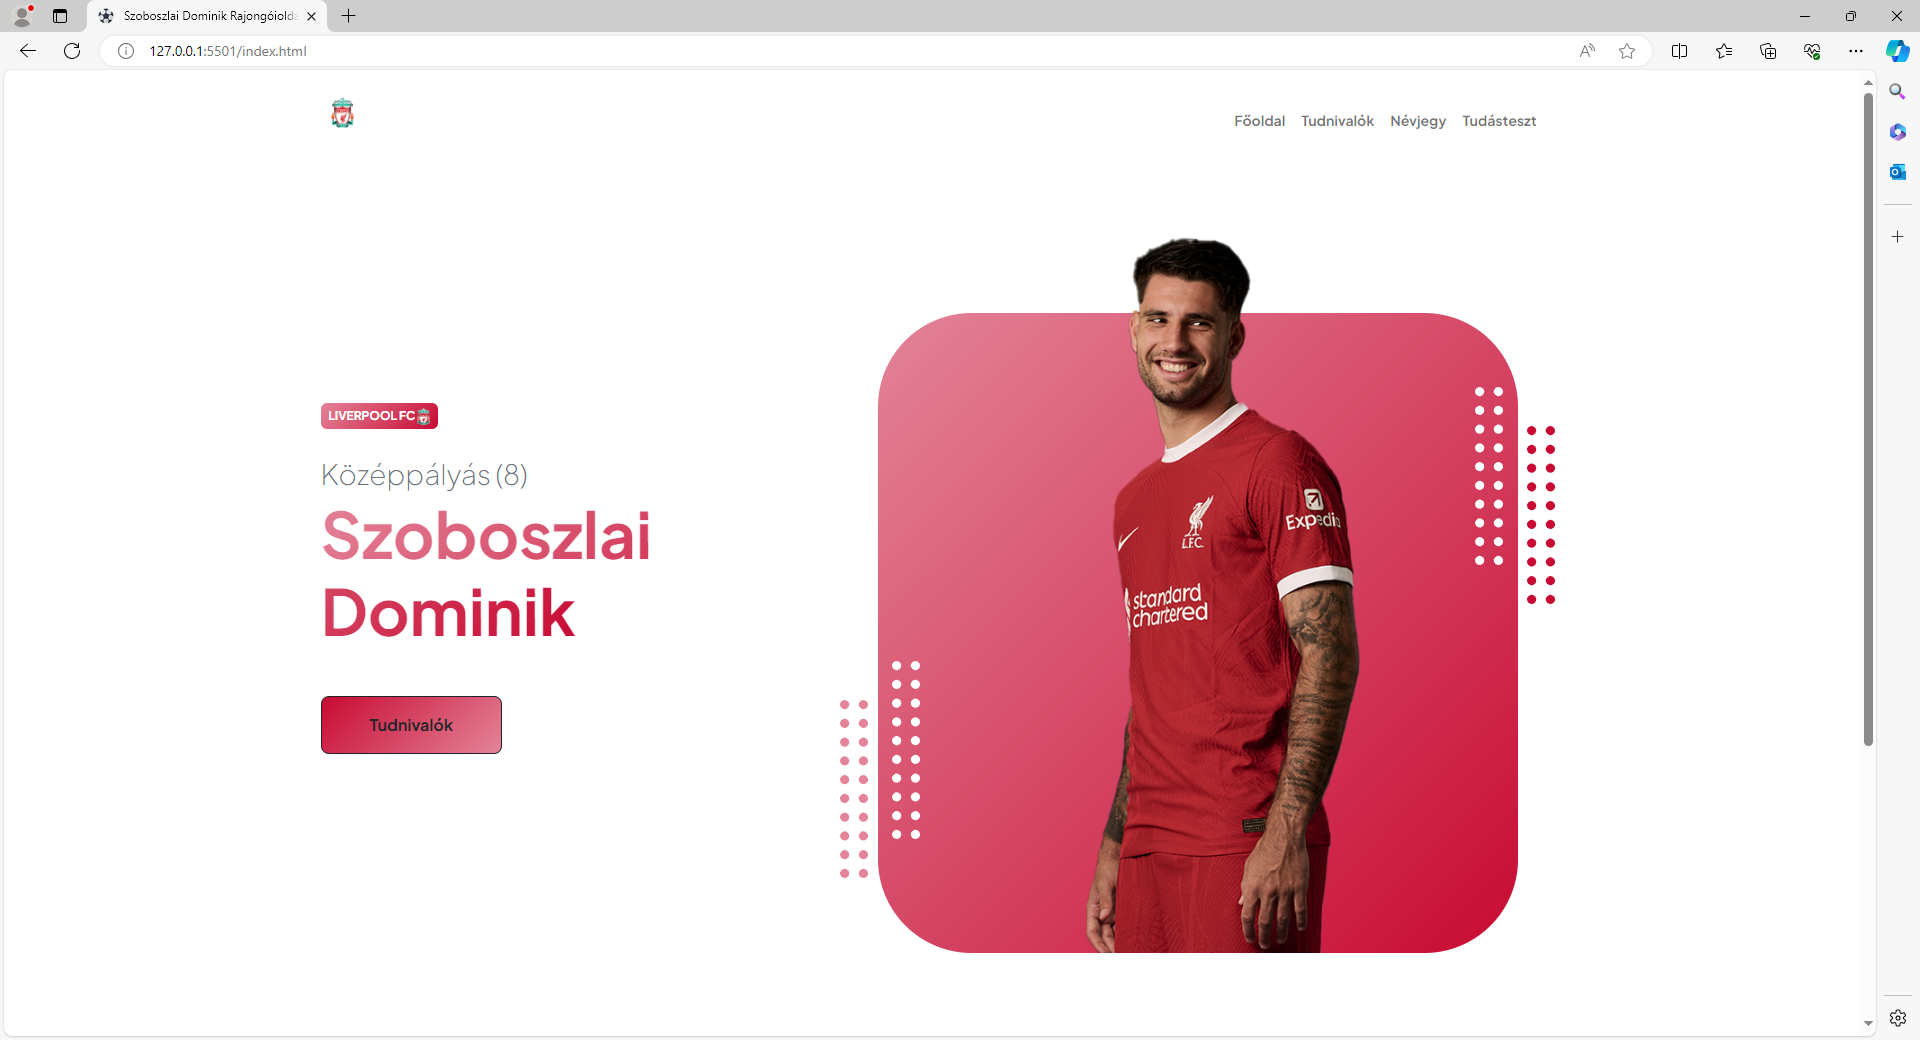 Szoboszlai Dominik Rajongóiolda
127.0.0.1:5501/index.html
Főoldal Tudnivalók Névjegy Tudásteszt
LIVERPOOL FC
Középpályás (8)
Szoboszlai
Dominik
Tudnivalók
L.F.C.
Expedia
standard
chartered